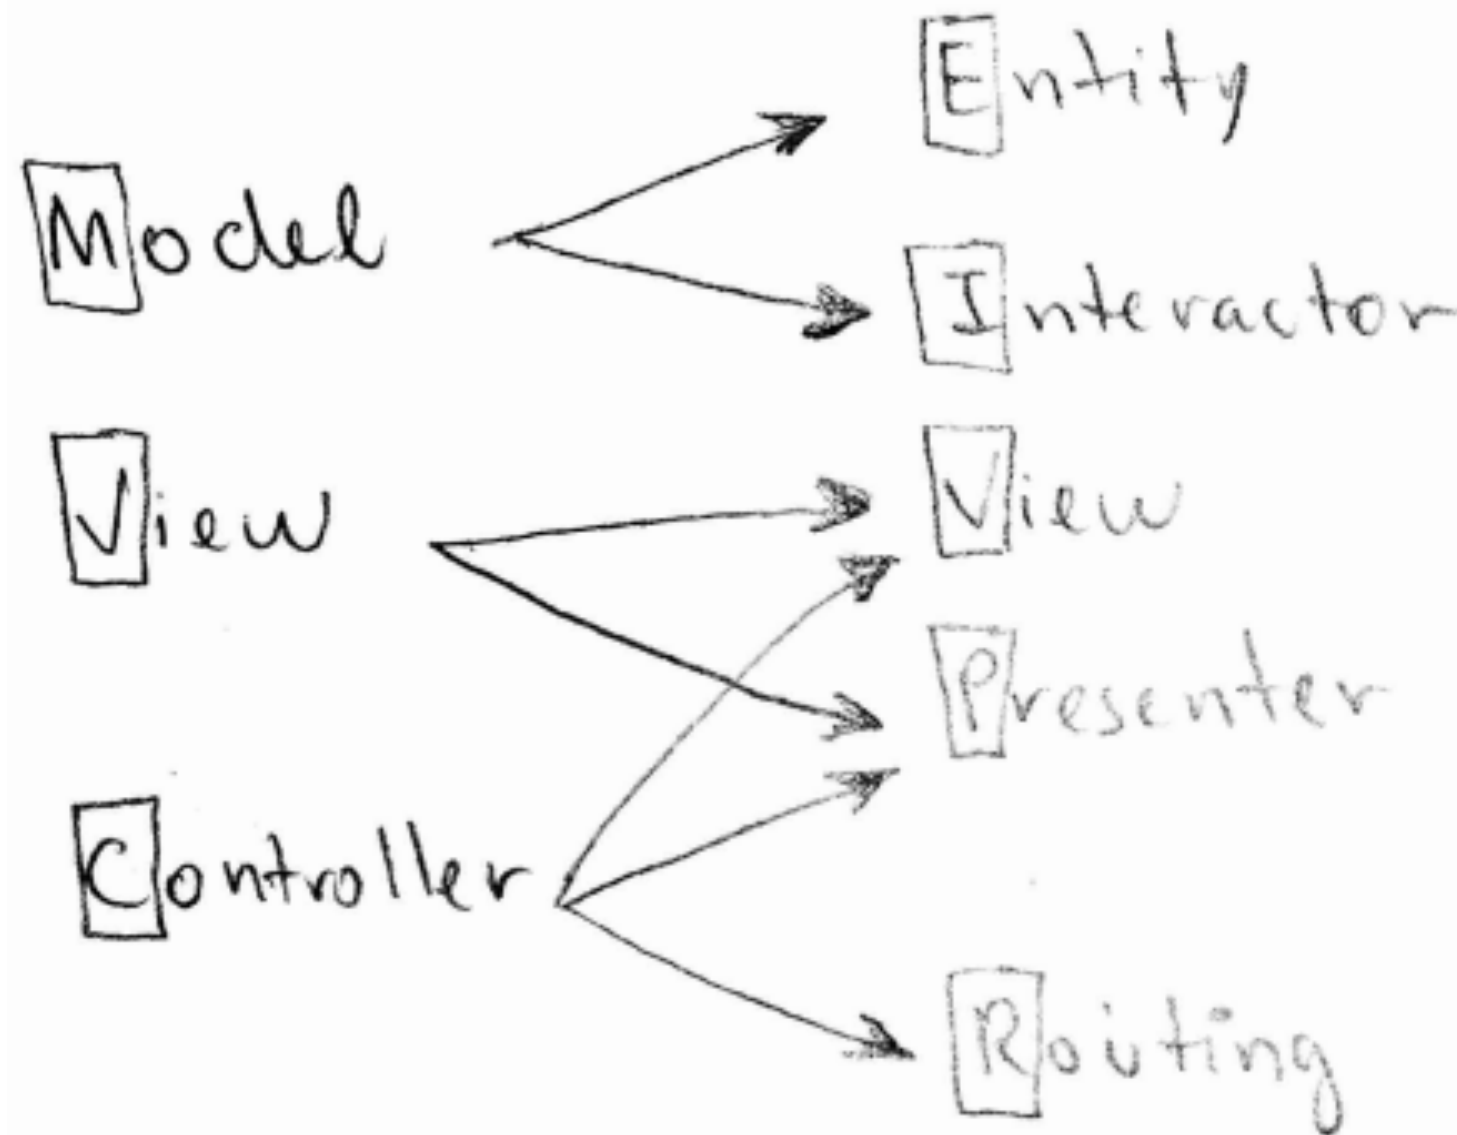 Model
View
Controller
Entity
Interactor
View
Presenter
Routing